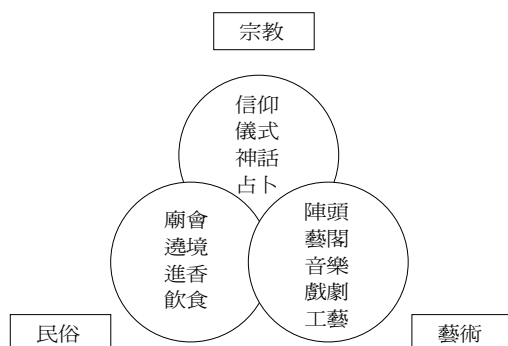 宗教
信仰
儀式
神話
占卜
廟會
遶境
進香
飲食
陣頭
藝閣
音樂
戲劇
工藝
民俗
藝術